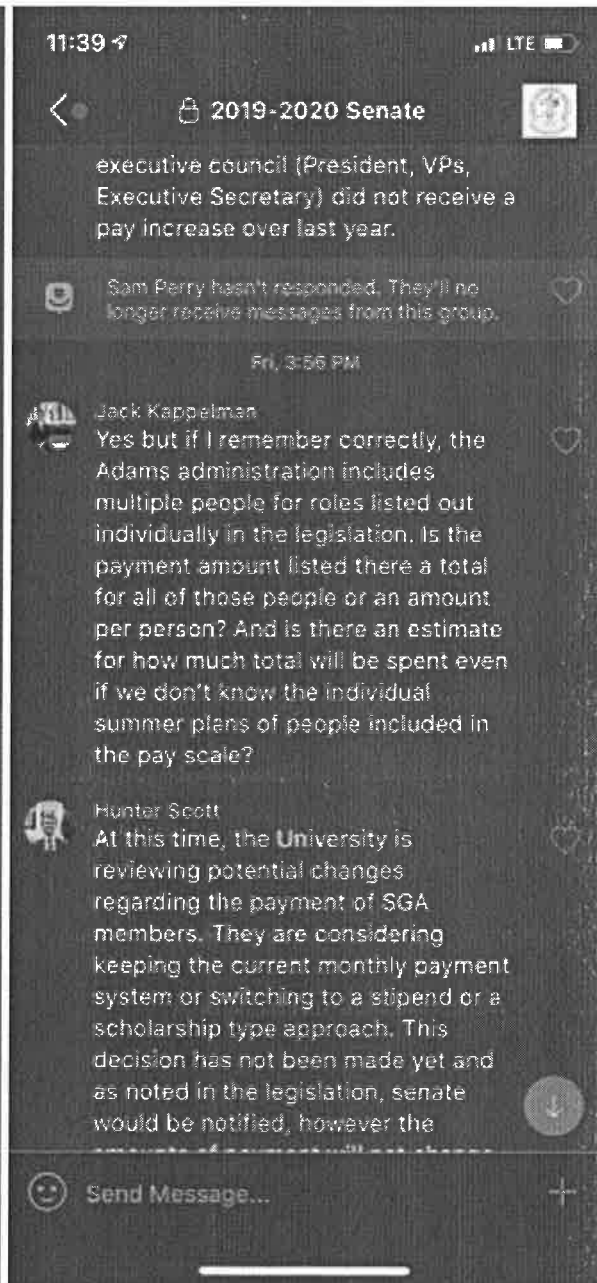 11:39
LTE
2019-2020 Senate
executive council (President, VPs,
Executive Secretary) did not receive a
pay increase over last year.
Sam Perry hasn't responded. They'll no
longer receive messages from this group.
Fri, 3:56 PM
Jack Kappelman
Yes but if I remember correctly, the
Adams administration includes
multiple people for roles listed out
individually in the legislation. Is the
payment amount listed there a total
for all of those people or an amount
per person? And is there an estimate
for how much total will be spent even
if we don't know the individual
summer plans of people included in
the pay scale?
Hunter Scott
At this time, the University is
reviewing potential changes
regarding the payment of SGA
members. They are considering
keeping the current monthly payment
system or switching to a stipend or a
scholarship type approach. This
decision has not been made yet and
as noted in the legislation, senate
would be notified, however the
amounts of payment will not change
Send Message...